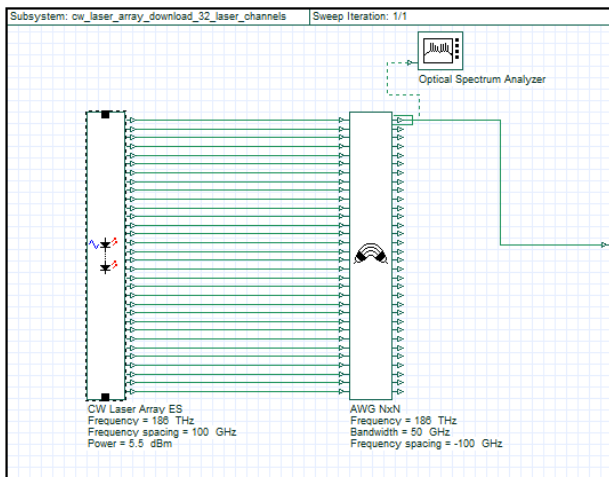 Subsystem: cw_laser_array_download_32_laser_channels
Sweep Iteration: 1/1
Optical Spectrum Analyzer
CW Laser Array ES
Frequency = 186 THz
Frequency spacing = 100 GHz
Power = 5.5 dBm
AWG NxN
Frequency = 186 THz
Bandwidth = 50 GHz
Frequency spacing = -100 GHz